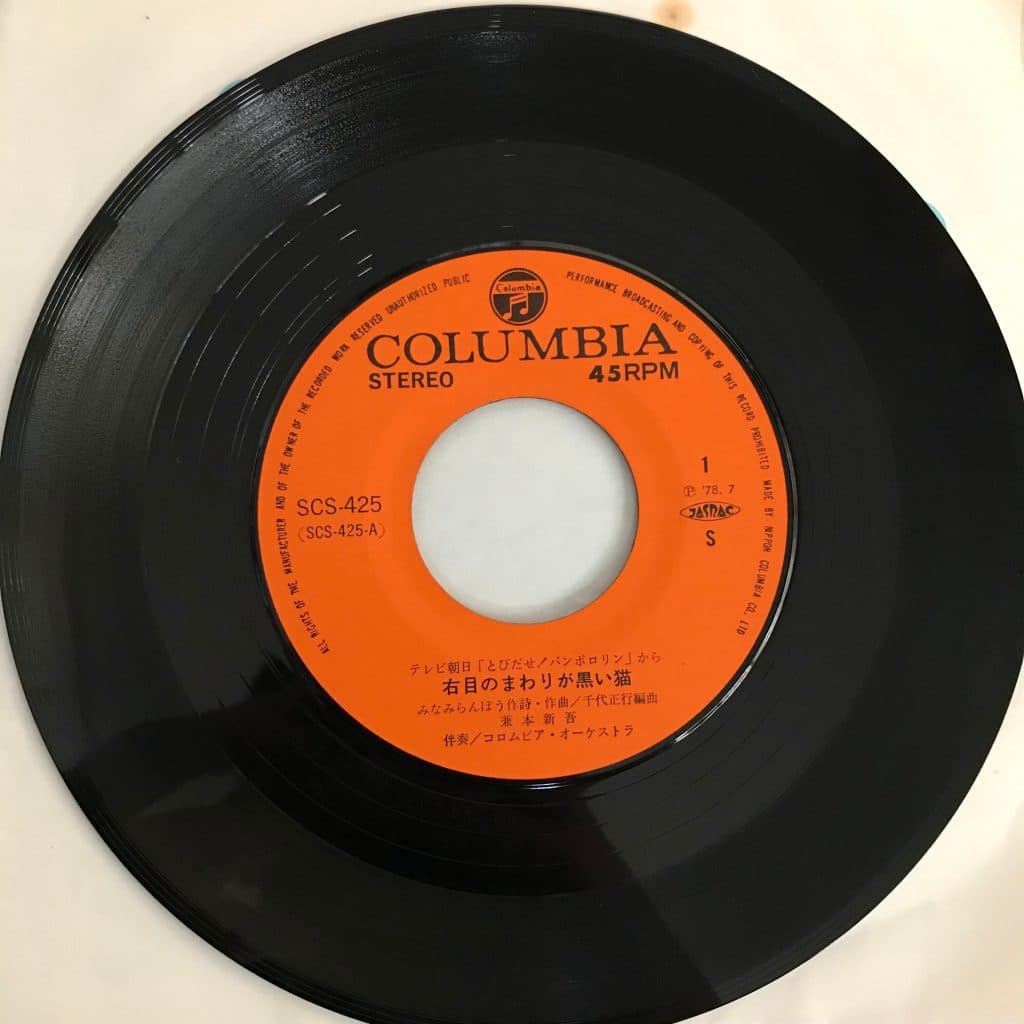 ALL RIGHTS OF THE MANUFACTURER AND OF THE OWNER OF THE RECORDED WORK RESERVED UNAUTHORIZED PUBLIC PERFORMANCE BROADCASTING AND COPYING OF THIS RECORD PROHIBITED MADE BY NIPPON COLUMBIA CO., LTD
Columbia
COLUMBIA
STEREO 45RPM
1
℗ '78.7
JASRAC
S
SCS-425
(SCS-425-A)
テレビ朝日「とびだせ!パンポロリン」から
右目のまわりが黒い猫
みなみらんぼう作詩・作曲/千代正行編曲
兼本新吾
伴奏/コロムビア・オーケストラ